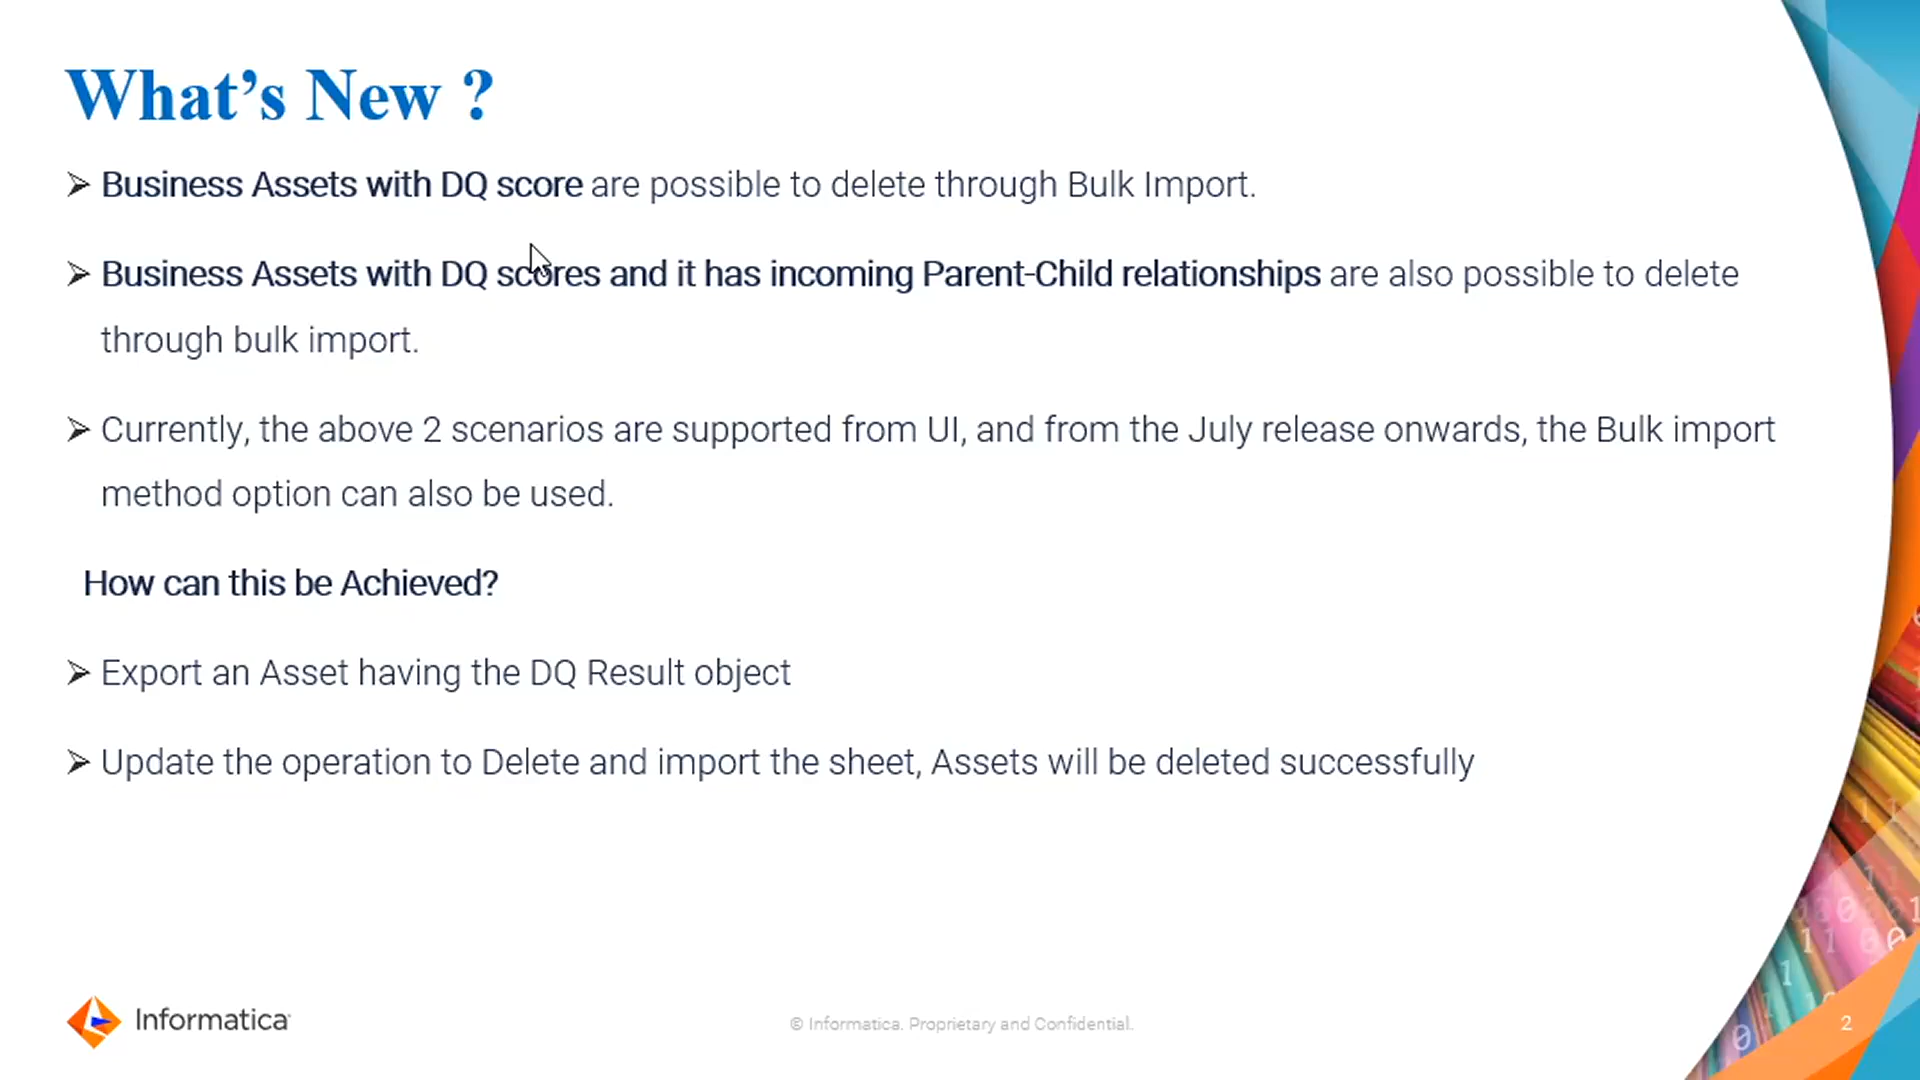 What's New ?
➢ Business Assets with DQ score are possible to delete through Bulk Import.
➢ Business Assets with DQ scores and it has incoming Parent-Child relationships are also possible to delete
through bulk import.
➢ Currently, the above 2 scenarios are supported from UI, and from the July release onwards, the Bulk import
method option can also be used.
How can this be Achieved?
➢ Export an Asset having the DQ Result object
➢ Update the operation to Delete and import the sheet, Assets will be deleted successfully
Informatica
© Informatica. Proprietary and Confidential.
2